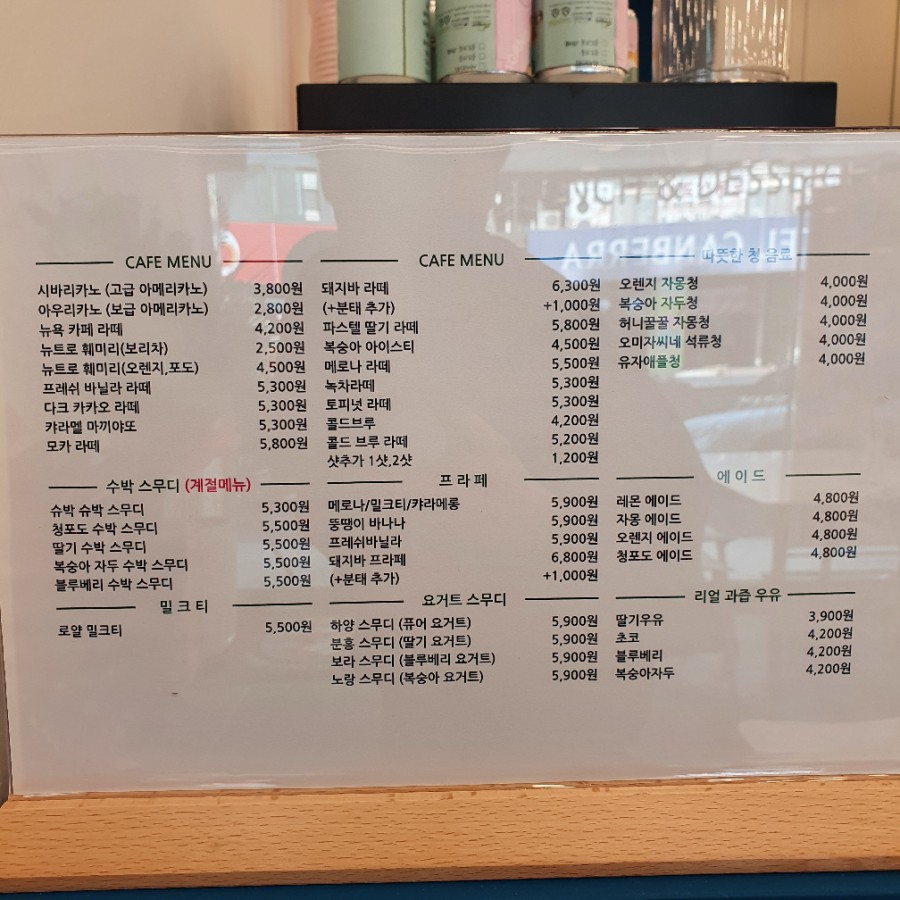 CAFE MENU
시바리카노 (고급 아메리카노) 3,800원
아우리카노 (보급 아메리카노) 2,800원
뉴욕 카페 라떼 4,200원
뉴트로 훼미리(보리차) 2,500원
뉴트로 훼미리(오렌지,포도) 4,500원
프레쉬 바닐라 라떼 5,300원
다크 카카오 라떼 5,300원
캬라멜 마끼야또 5,300원
모카 라떼 5,800원
수박 스무디 (계절메뉴)
슈박 슈박 스무디 5,300원
청포도 수박 스무디 5,500원
딸기 수박 스무디 5,500원
복숭아 자두 수박 스무디 5,500원
블루베리 수박 스무디 5,500원
밀크티
로얄 밀크티 5,500원
CAFE MENU
돼지바 라떼 6,300원
(+분태 추가) +1,000원
파스텔 딸기 라떼 5,800원
복숭아 아이스티 4,500원
메로나 라떼 5,500원
녹차라떼 5,300원
토피넛 라떼 5,300원
콜드브루 4,200원
콜드 브루 라떼 5,200원
샷추가 1샷,2샷 1,200원
프라페
메로나/밀크티/캬라메롱 5,900원
뚱땡이 바나나 5,900원
프레쉬바닐라 5,900원
돼지바 프라페 6,800원
(+분태 추가) +1,000원
요거트 스무디
하양 스무디 (퓨어 요거트) 5,900원
분홍 스무디 (딸기 요거트) 5,900원
보라 스무디 (블루베리 요거트) 5,900원
노랑 스무디 (복숭아 요거트) 5,900원
따뜻한 청 음료
오렌지 자몽청 4,000원
복숭아 자두청 4,000원
허니꿀꿀 자몽청 4,000원
오미자씨네 석류청 4,000원
유자애플청 4,000원
에이드
레몬 에이드 4,800원
자몽 에이드 4,800원
오렌지 에이드 4,800원
청포도 에이드 4,800원
리얼 과즙 우유
딸기우유 3,900원
초코 4,200원
블루베리 4,200원
복숭아자두 4,200원